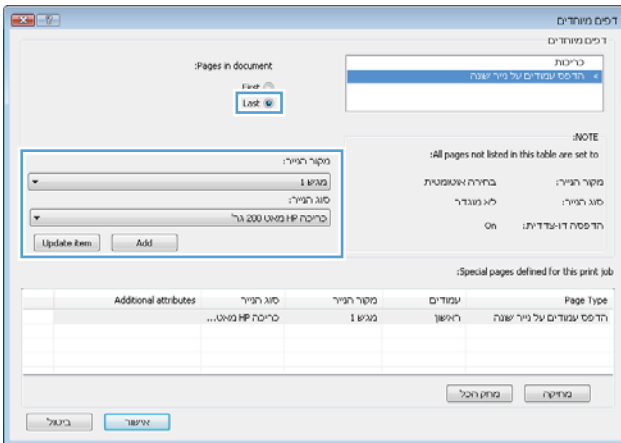 דפים מיוחדים
דפים מיוחדים
כריכות
הדפס עמודים על נייר שונה
Pages in document:
First
Last
NOTE:
All pages not listed in this table are set to:
מקור הנייר: בחירה אוטומטית
סוג הנייר: לא מוגדר
הדפסה דו-צדדית: On
מקור הנייר:
מגיש 1
סוג הנייר:
כריכה HP מאט 200 גר'
Add Update item
Special pages defined for this print job:
Page Type עמודים מקור הנייר סוג הנייר Additional attributes
הדפס עמודים על נייר שונה ראשון מגיש 1 כריכה HP מאט...
מחיקה מחק הכל
אישור ביטול